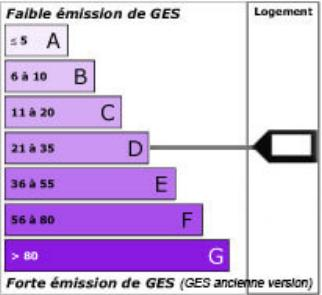 Faible émission de GES
Logement
≤ 5 A
6 à 10 B
11 à 20 C
21 à 35 D
36 à 55 E
56 à 80 F
> 80 G
Forte émission de GES (GES ancienne version)